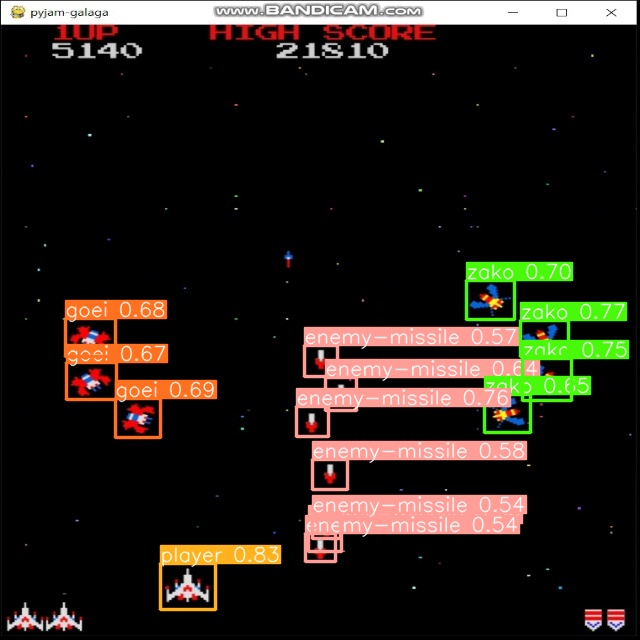 pyjam-galaga
www.BANDICAM.com
1UP HIGH SCORE
5140 21810
zako 0.70
goei 0.68
zako 0.77
enemy-missile 0.57
goei 0.67
zako 0.75
enemy-missile 0.64
goei 0.69
zako 0.65
enemy-missile 0.76
enemy-missile 0.58
enemy-missile 0.54
enemy-missile 0.54
player 0.83